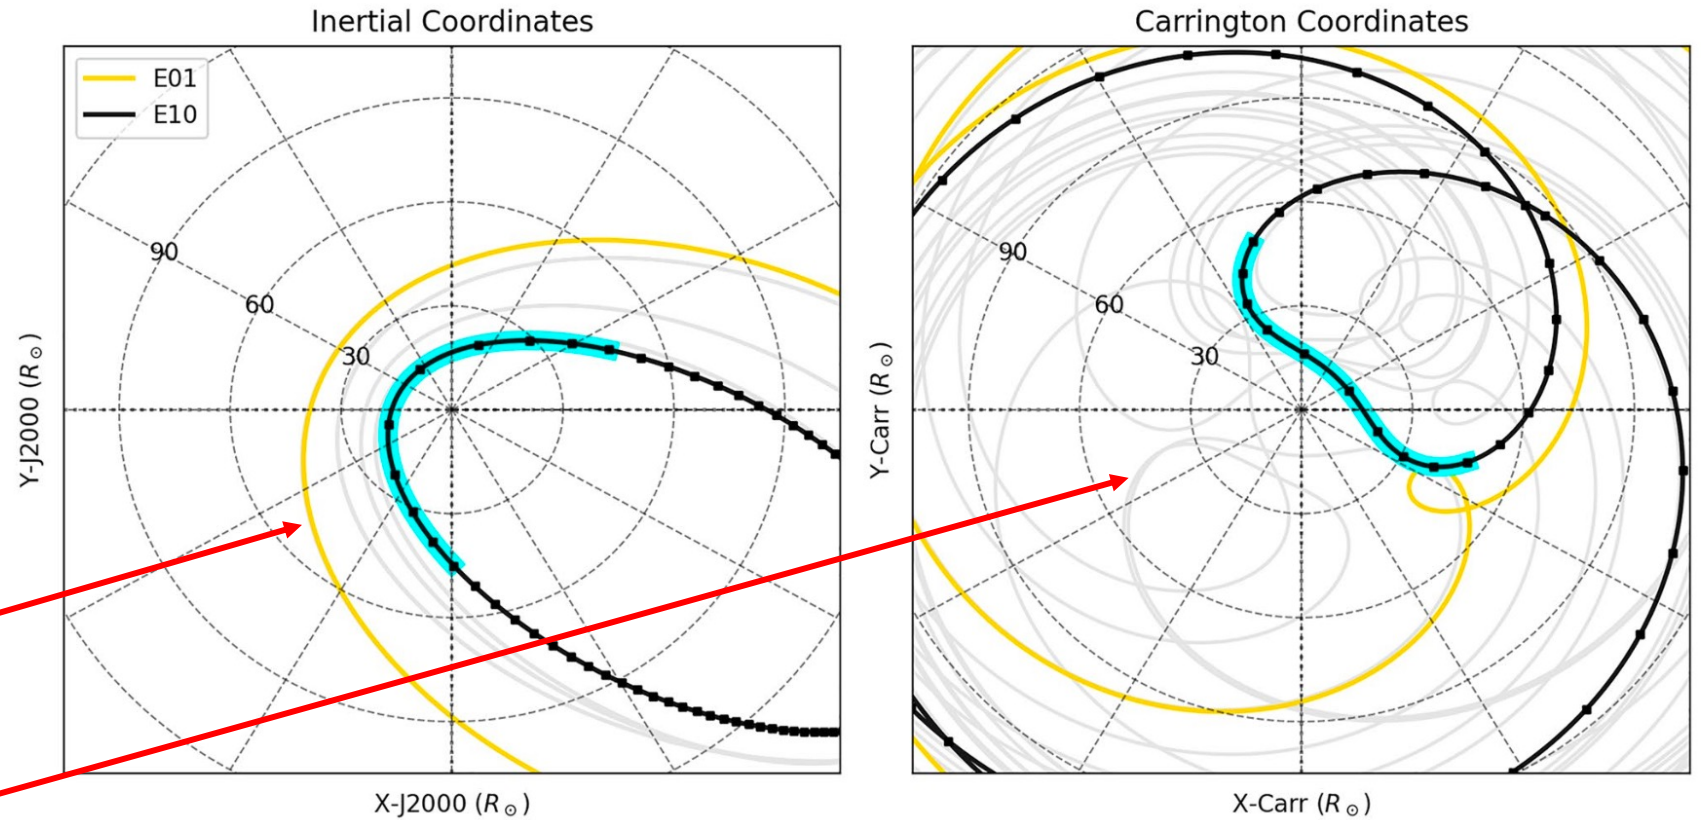 Inertial Coordinates
E01
E10
90
60
30
Y-J2000 (R☉)
X-J2000 (R☉)
Carrington Coordinates
90
60
30
Y-Carr (R☉)
X-Carr (R☉)